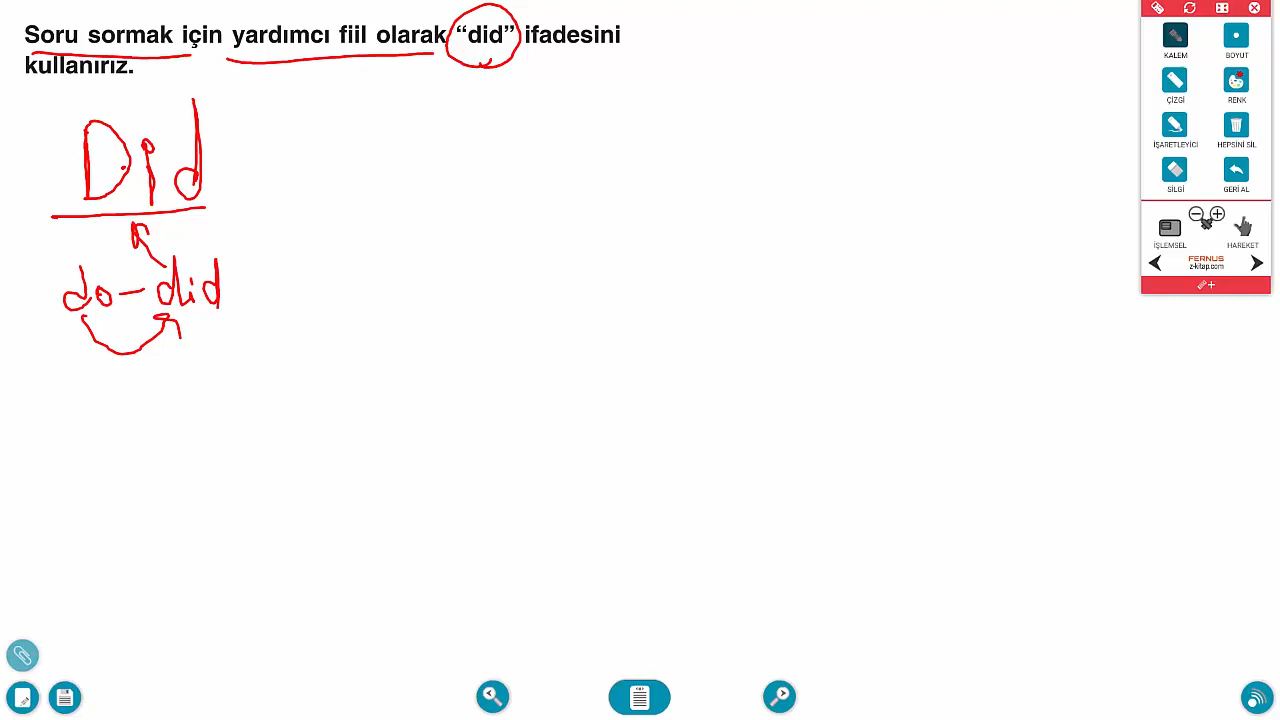 Soru sormak için yardımcı fiil olarak “did” ifadesini
kullanırız.
Did
do – did
KALEM
BOYUT
ÇİZGİ
RENK
İŞARETLEYİCİ
HEPSİNİ SİL
SİLGİ
GERİ AL
İŞLEMSEL
HAREKET
FERNUS
z-kitap.com